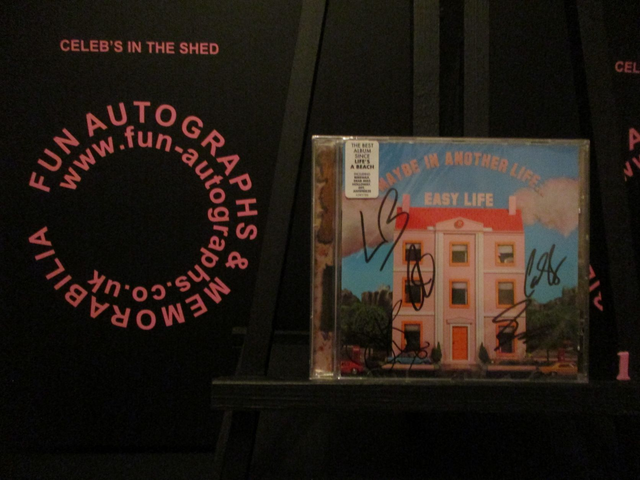 CELEB'S IN THE SHED
FUN AUTOGRAPHS & MEMORABILIA
www.fun-autographs.co.uk
THE BEST
ALBUM
SINCE
LIFE'S
A BEACH
MAYBE IN ANOTHER LIFE...
EASY LIFE
CEL